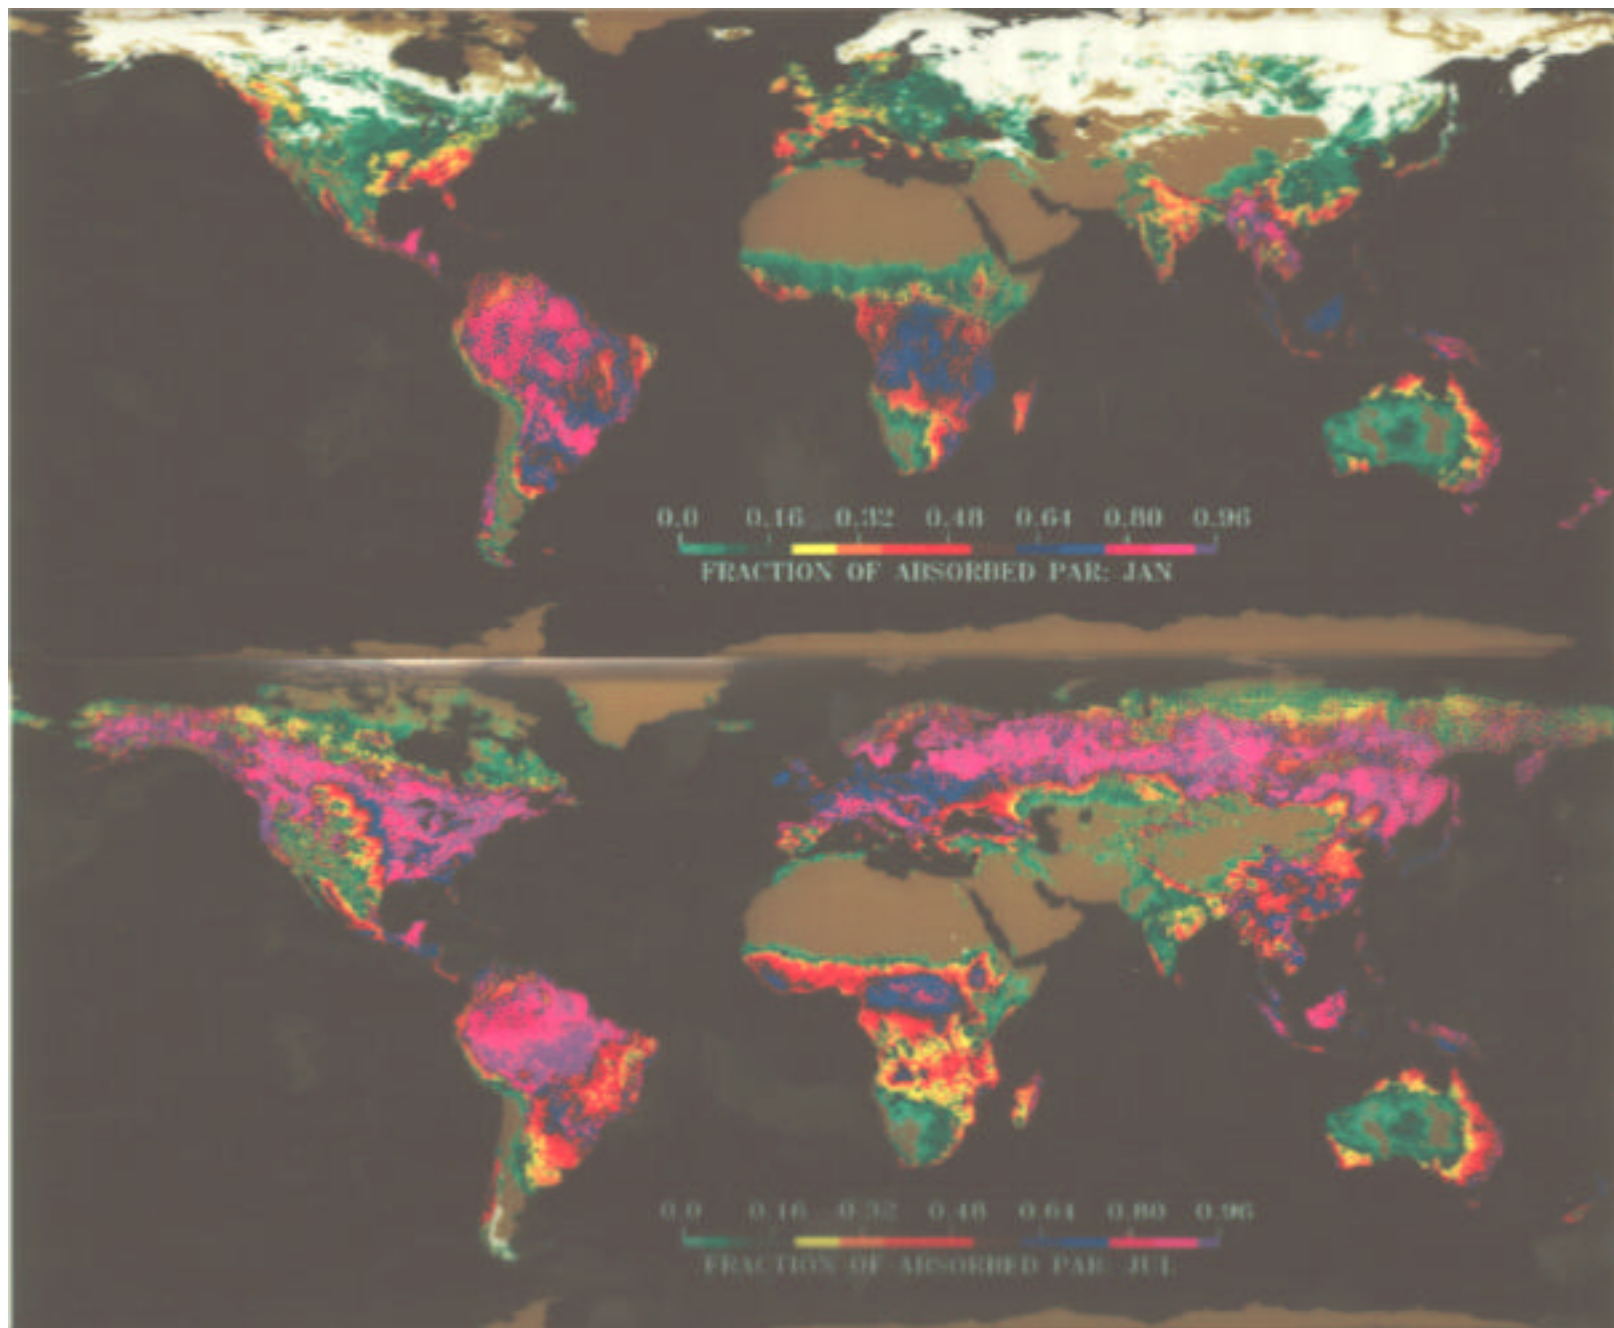 0.0 0.16 0.32 0.48 0.64 0.80 0.96
FRACTION OF ABSORBED PAR: JAN
0.0 0.16 0.32 0.48 0.64 0.80 0.96
FRACTION OF ABSORBED PAR: JUL